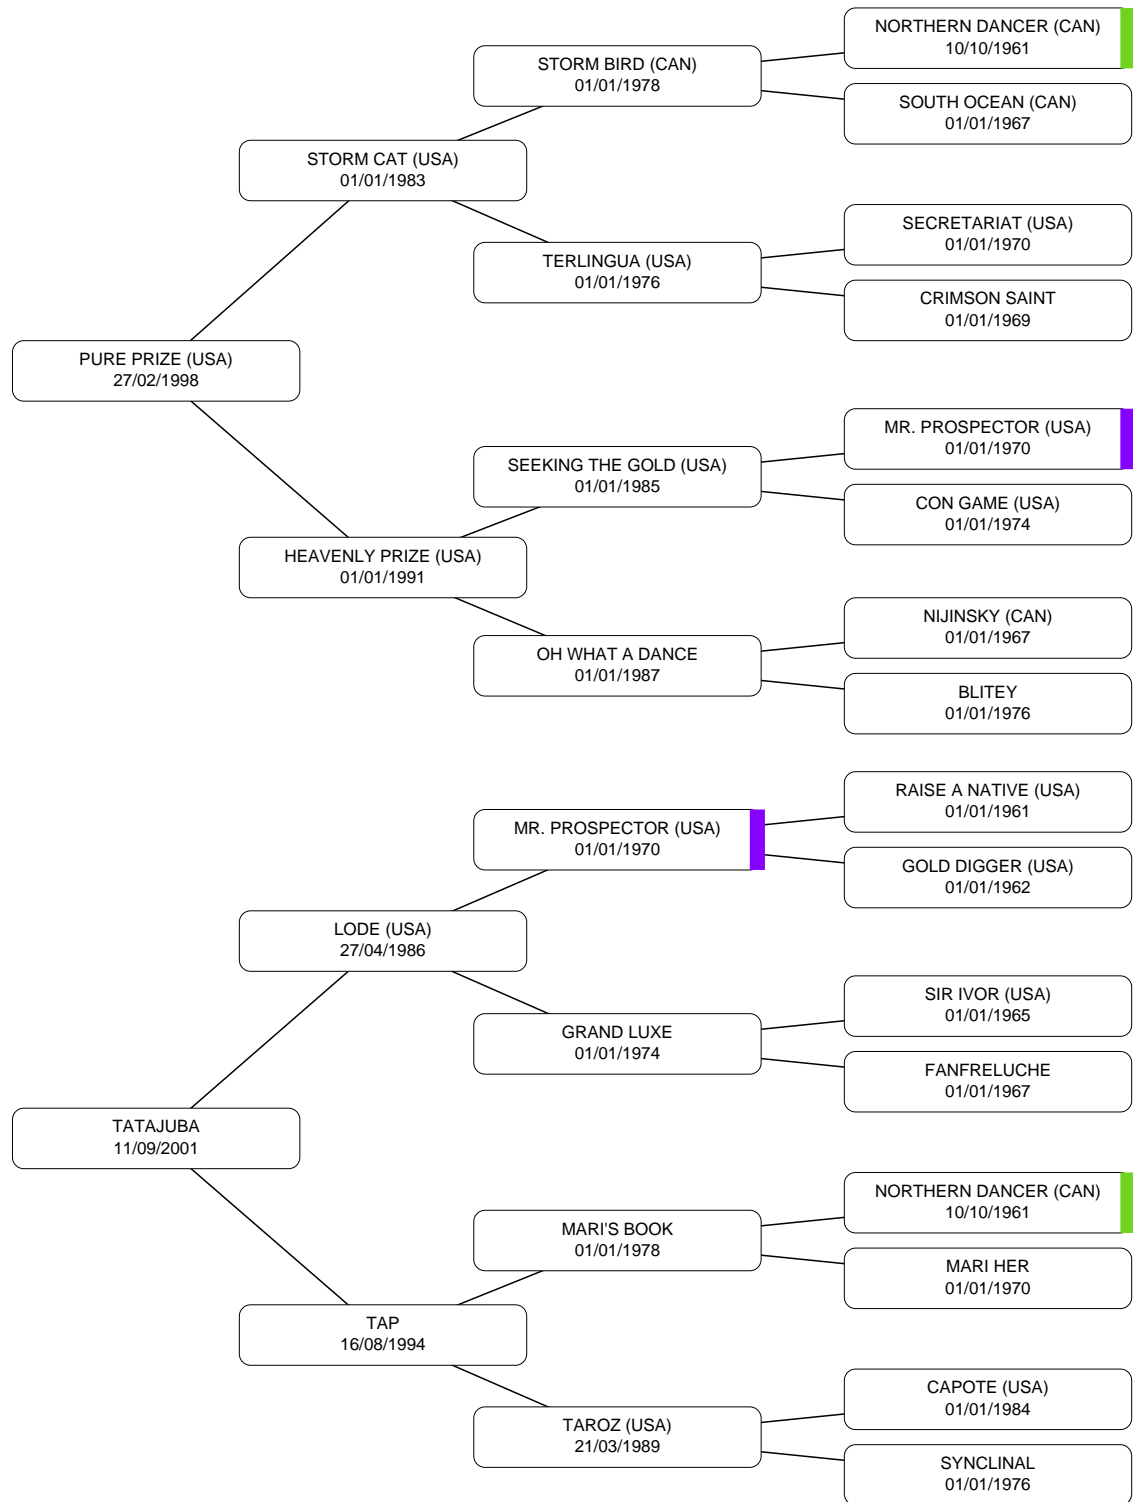 NORTHERN DANCER (CAN)
10/10/1961
STORM BIRD (CAN)
01/01/1978
SOUTH OCEAN (CAN)
01/01/1967
STORM CAT (USA)
01/01/1983
SECRETARIAT (USA)
01/01/1970
TERLINGUA (USA)
01/01/1976
CRIMSON SAINT
01/01/1969
PURE PRIZE (USA)
27/02/1998
MR. PROSPECTOR (USA)
01/01/1970
SEEKING THE GOLD (USA)
01/01/1985
CON GAME (USA)
01/01/1974
HEAVENLY PRIZE (USA)
01/01/1991
NIJINSKY (CAN)
01/01/1967
OH WHAT A DANCE
01/01/1987
BLITEY
01/01/1976
RAISE A NATIVE (USA)
01/01/1961
MR. PROSPECTOR (USA)
01/01/1970
GOLD DIGGER (USA)
01/01/1962
LODE (USA)
27/04/1986
SIR IVOR (USA)
01/01/1965
GRAND LUXE
01/01/1974
FANFRELUCHE
01/01/1967
TATAJUBA
11/09/2001
NORTHERN DANCER (CAN)
10/10/1961
MARI'S BOOK
01/01/1978
MARI HER
01/01/1970
TAP
16/08/1994
CAPOTE (USA)
01/01/1984
TAROZ (USA)
21/03/1989
SYNCLINAL
01/01/1976